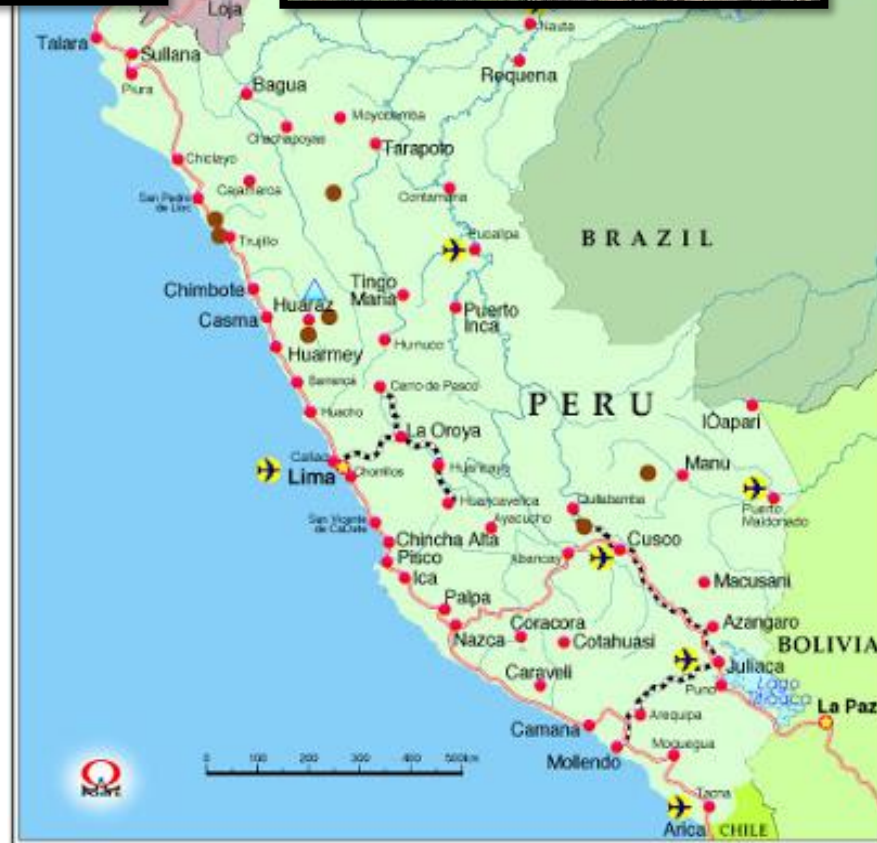 Loja
Nauta
Talara
Sullana
Requena
Piura
Bagua
Moyobamba
Chachapoyas
Tarapoto
Chiclayo
Cajamarca
Contamana
San Pedro
de Lloc
Trujillo
Pucallpa
BRAZIL
Chimbote
Huaraz
Tingo
Maria
Casma
Puerto
Inca
Huarmey
Huanuco
Barranca
Cerro de Pasco
PERU
Huacho
IÓapari
La Oroya
Callao
Lima
Chorrillos
Huancayo
Manu
Huancavelica
Quillabamba
Puerto
Maldonado
San Vicente
de CaÒete
Ayacucho
Chincha Alta
Abancay
Cusco
Pisco
Ica
Macusani
Palpa
Nazca
Coracora
Cotahuasi
Azangaro
BOLIVIA
Juliaca
Caraveli
Puno
Lago
Titicaca
La Paz
Camana
Arequipa
Mollendo
Moquegua
0 100 200 300 400 500km
Tacna
Arica
CHILE